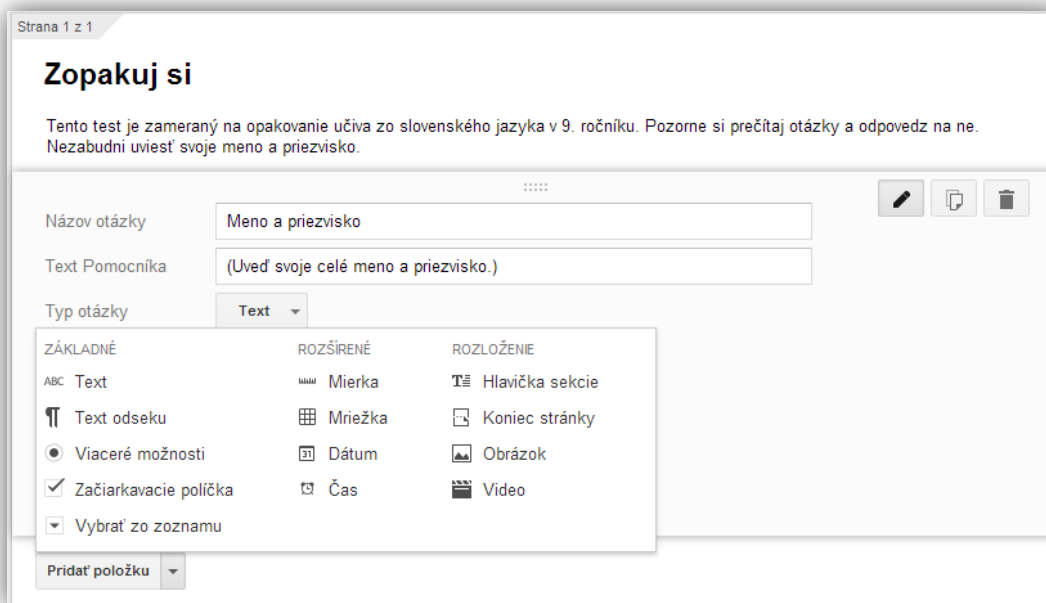 Strana 1 z 1
Zopakuj si
Tento test je zameraný na opakovanie učiva zo slovenského jazyka v 9. ročníku. Pozorne si prečítaj otázky a odpovedz na ne.
Nezabudni uviesť svoje meno a priezvisko.
Názov otázky Meno a priezvisko
Text Pomocníka (Uveď svoje celé meno a priezvisko.)
Typ otázky Text
ZÁKLADNÉ ROZŠÍRENÉ ROZLOŽENIE
ABC Text Mierka Hlavička sekcie
Text odseku Mriežka Koniec stránky
Viaceré možnosti 31 Dátum Obrázok
Začiarkavacie políčka Čas Video
Vybrať zo zoznamu
Pridať položku